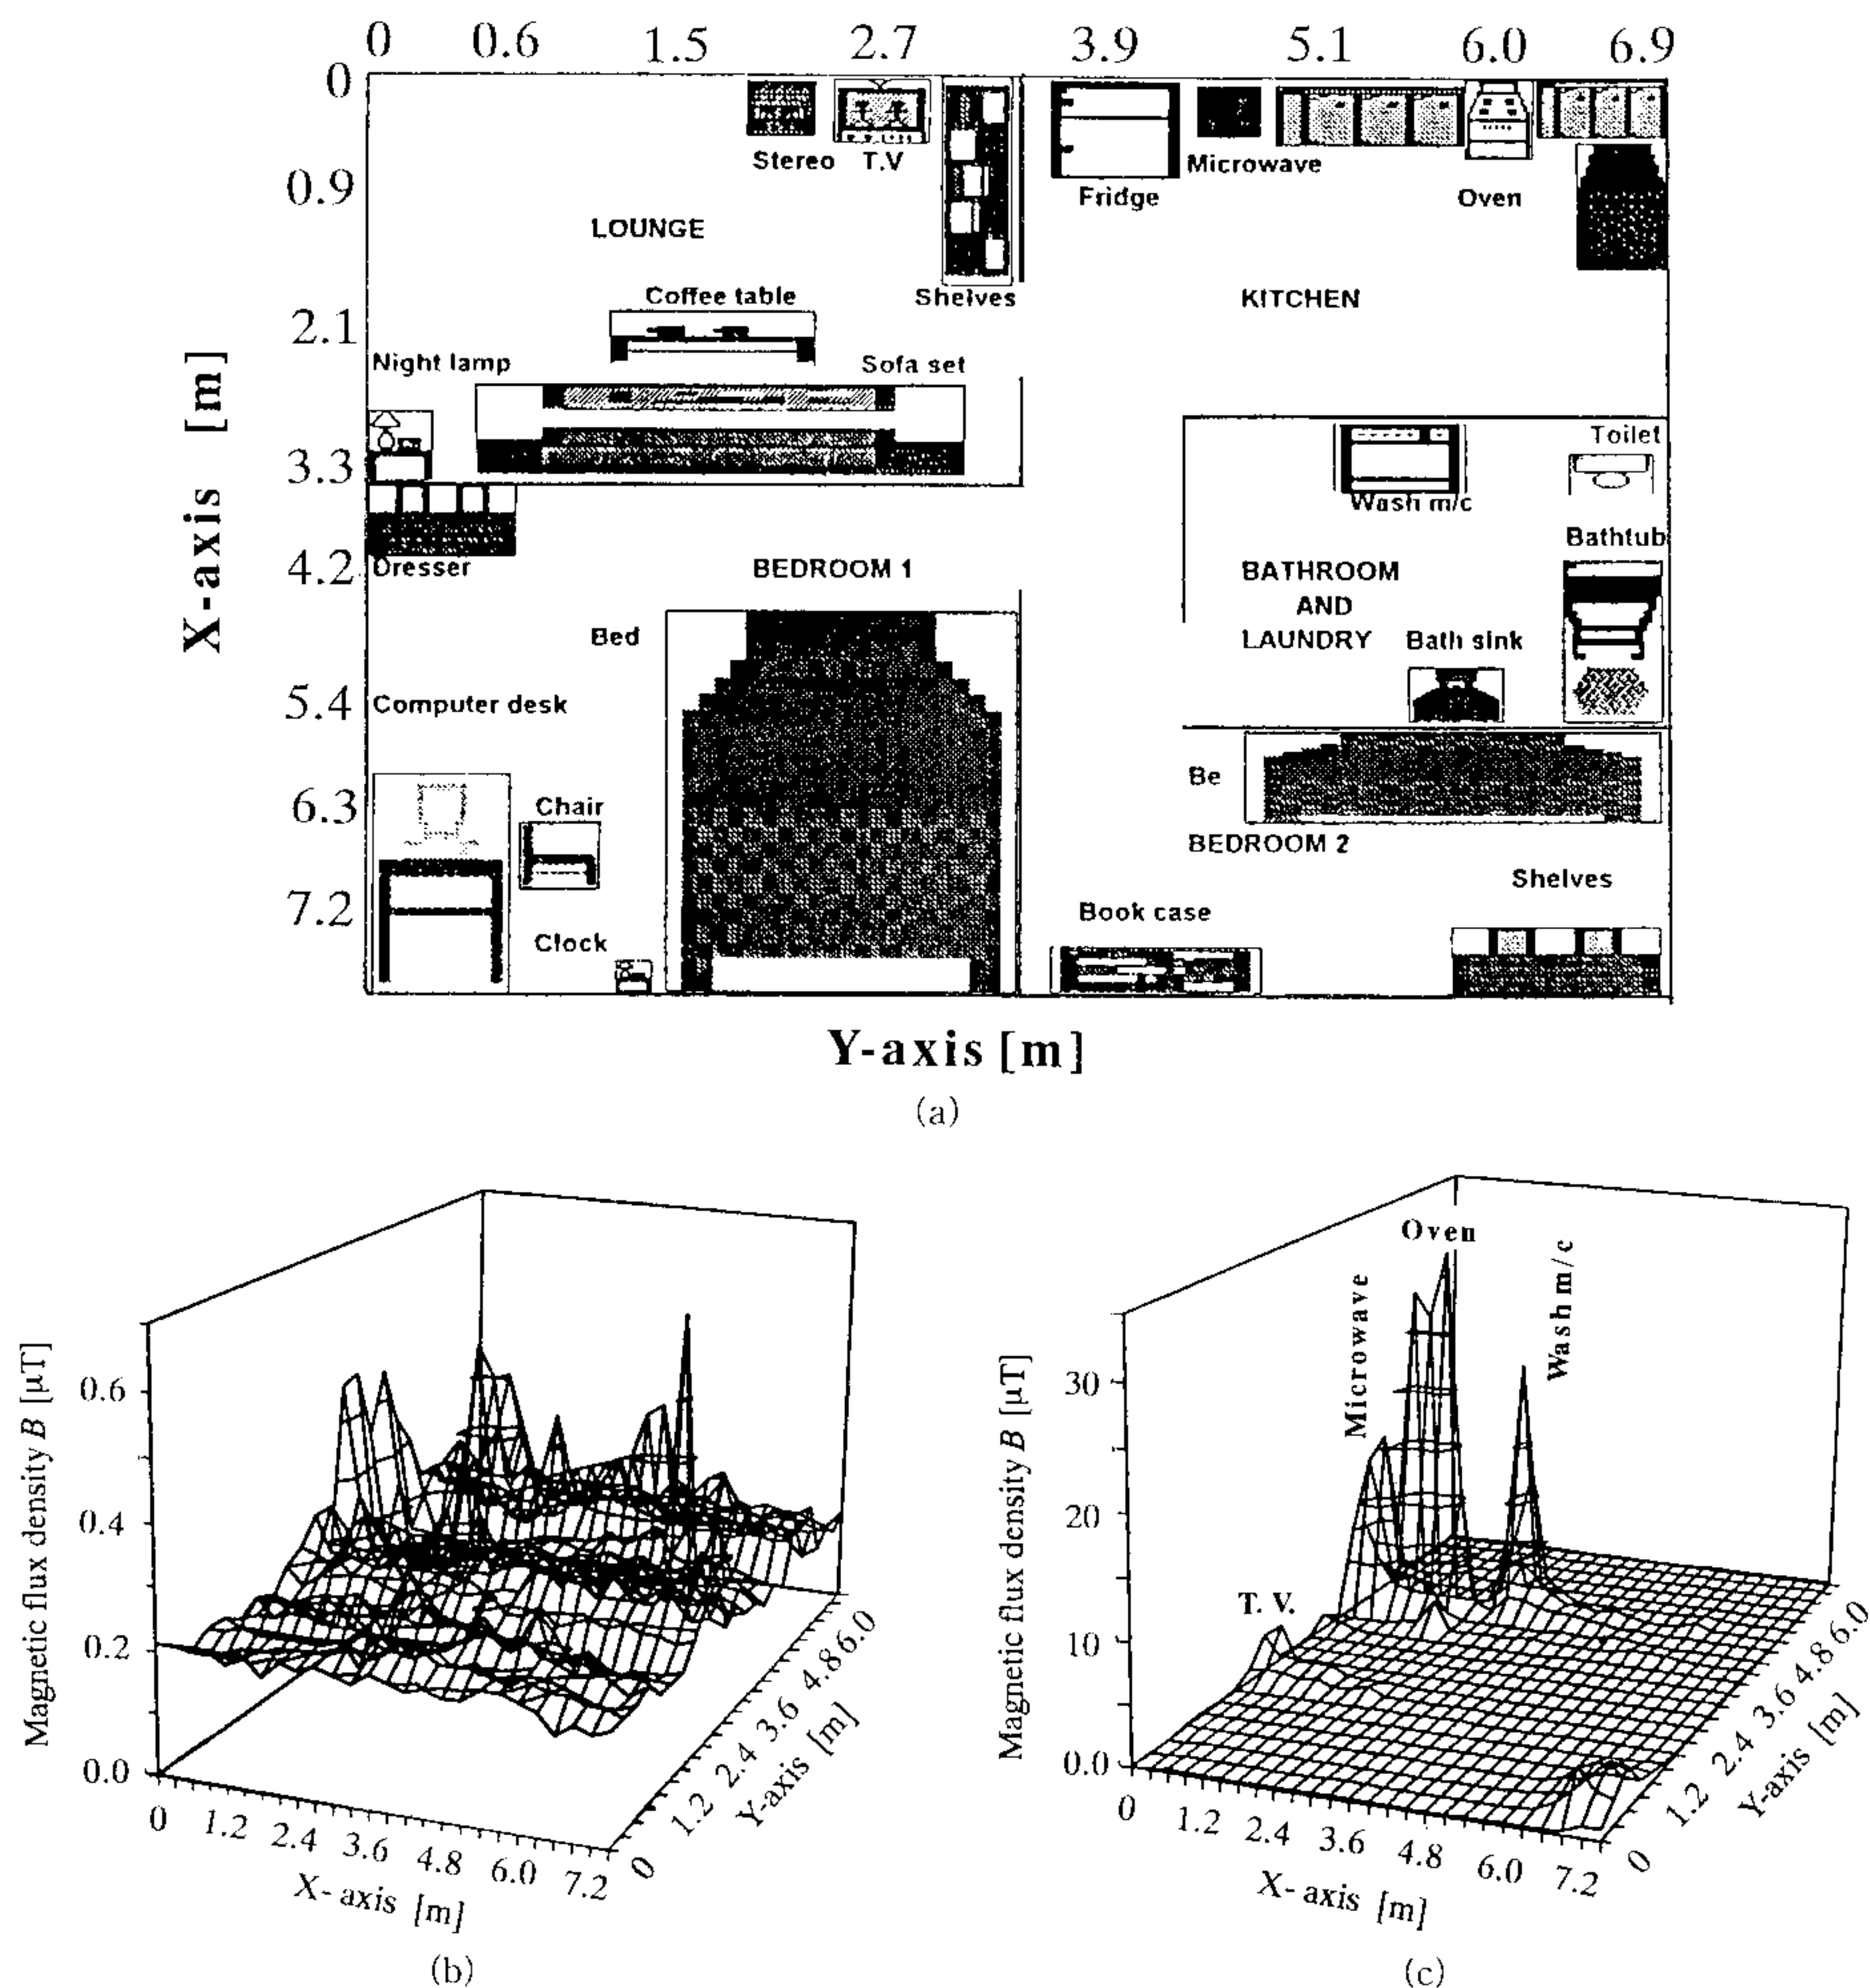 0 0.6 1.5 2.7 3.9 5.1 6.0 6.9
0
0.9
2.1
3.3
4.2
5.4
6.3
7.2
X-axis [m]
Stereo T.V
Microwave
Fridge
Oven
LOUNGE
Coffee table
Shelves
KITCHEN
Night lamp
Sofa set
Toilet
Wash m/c
Bathtub
Dresser
BEDROOM 1
BATHROOM
AND
LAUNDRY
Bath sink
Bed
Computer desk
Chair
Be
BEDROOM 2
Shelves
Book case
Clock
Y-axis [m]
(a)
Magnetic flux density B [µT]
0.6
0.4
0.2
0.0
0 1.2 2.4 3.6 4.8 6.0 7.2
X-axis [m]
0 1.2 2.4 3.6 4.8 6.0
Y-axis [m]
(b)
Magnetic flux density B [µT]
30
20
10
0.0
Oven
Microwave
Wash m/c
T. V.
0 1.2 2.4 3.6 4.8 6.0 7.2
X-axis [m]
0 1.2 2.4 3.6 4.8 6.0
Y-axis [m]
(c)